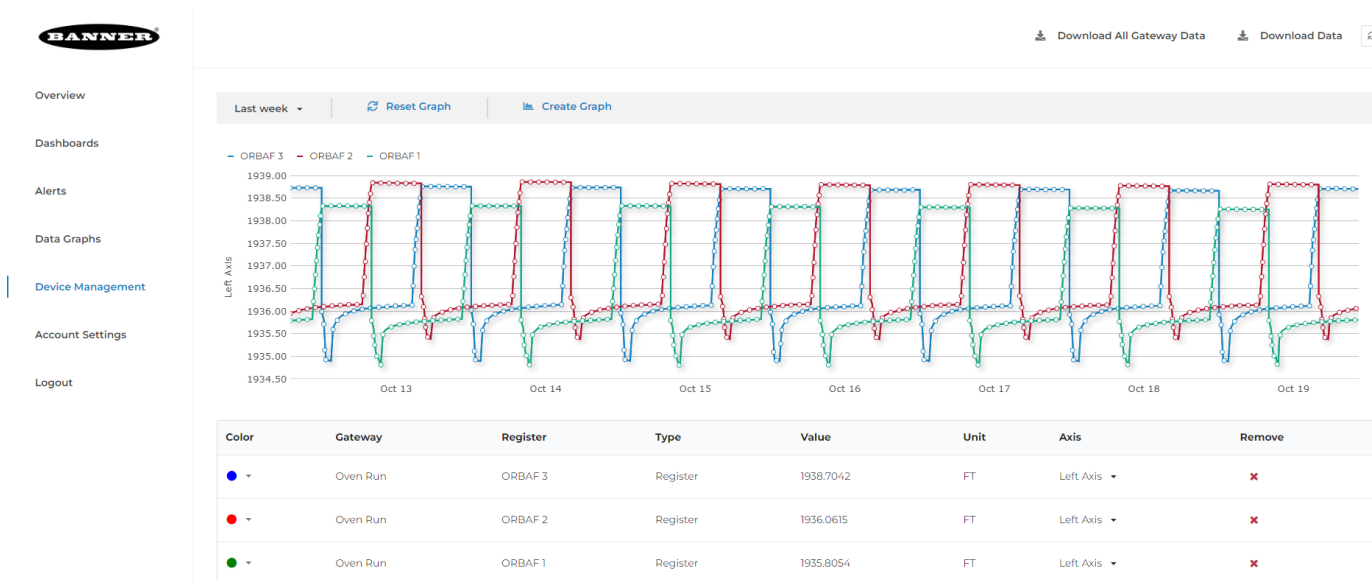 BANNER
Download All Gateway Data Download Data
Overview
Dashboards
Alerts
Data Graphs
Device Management
Account Settings
Logout
Last week Reset Graph Create Graph
ORBAF 3 ORBAF 2 ORBAF 1
Left Axis
1939.00
1938.50
1938.00
1937.50
1937.00
1936.50
1936.00
1935.50
1935.00
1934.50
Oct 13 Oct 14 Oct 15 Oct 16 Oct 17 Oct 18 Oct 19
Color Gateway Register Type Value Unit Axis Remove
Oven Run ORBAF 3 Register 1938.7042 FT Left Axis
Oven Run ORBAF 2 Register 1936.0615 FT Left Axis
Oven Run ORBAF 1 Register 1935.8054 FT Left Axis